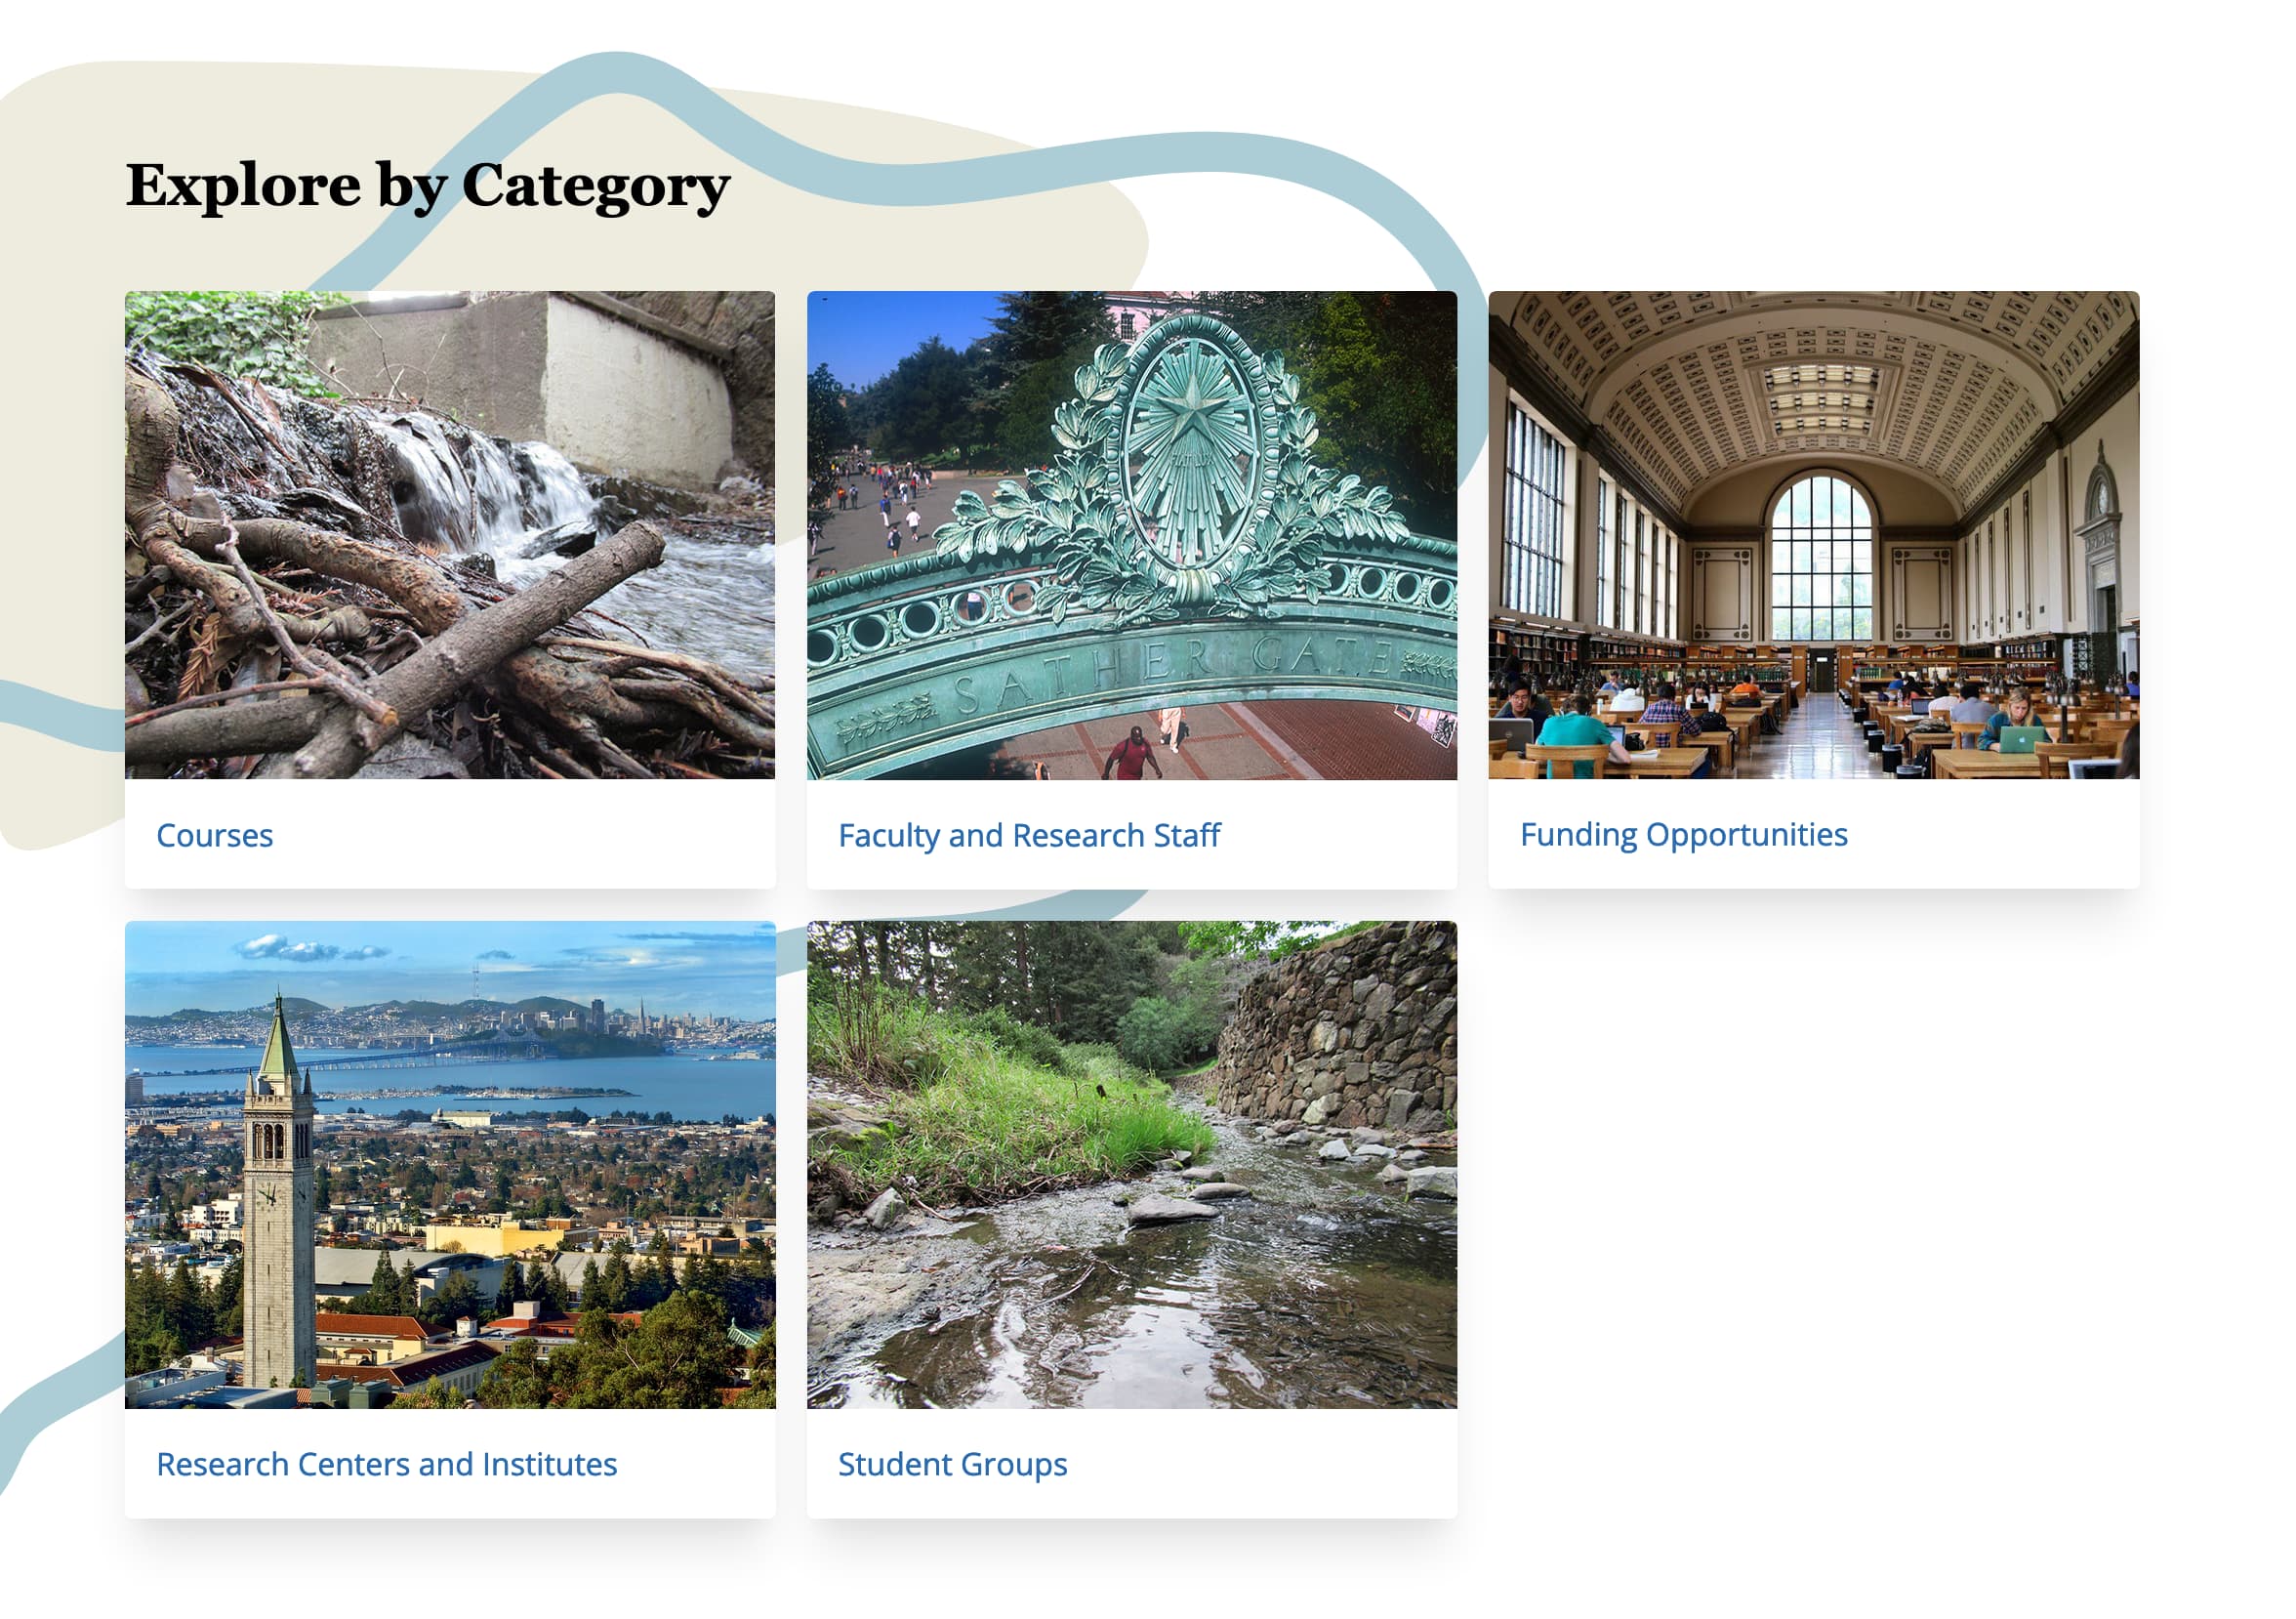 Explore by Category
SATHER GATE
Courses
Faculty and Research Staff
Funding Opportunities
Research Centers and Institutes
Student Groups